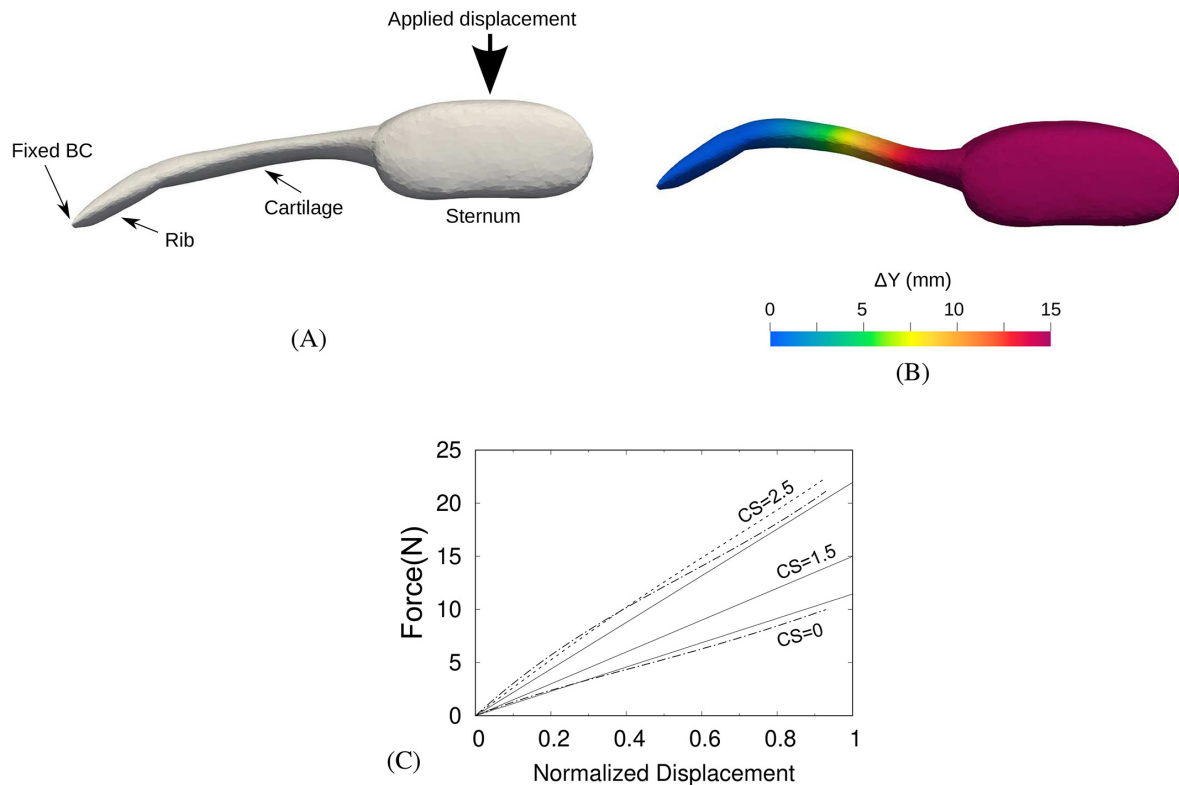 Applied displacement
Fixed BC
Cartilage
Sternum
Rib
(A)
ΔY (mm)
0 5 10 15
(B)
25
20
15
10
5
0
Force(N)
CS=2.5
CS=1.5
CS=0
0 0.2 0.4 0.6 0.8 1
Normalized Displacement
(C)